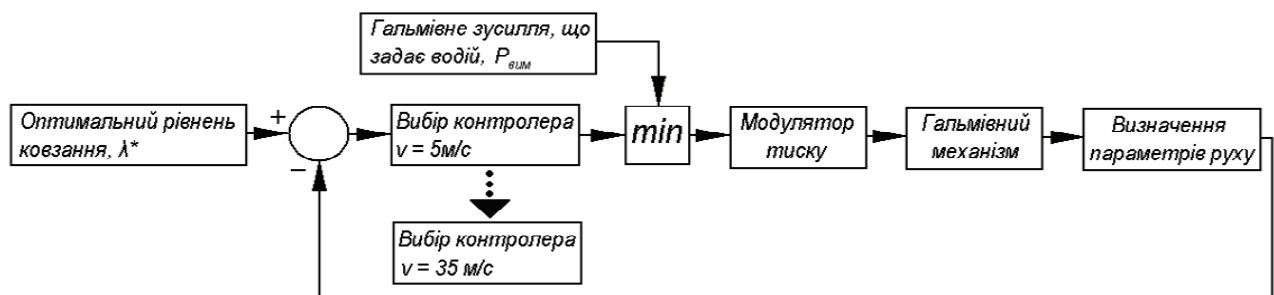 Гальмівне зусилля, що
задає водій, Pвим
+
Оптимальний рівнень
ковзання, λ*
−
Вибір контролера
v = 5м/с
min
Модулятор
тиску
Гальмівний
механізм
Визначення
параметрів руху
Вибір контролера
v = 35 м/с